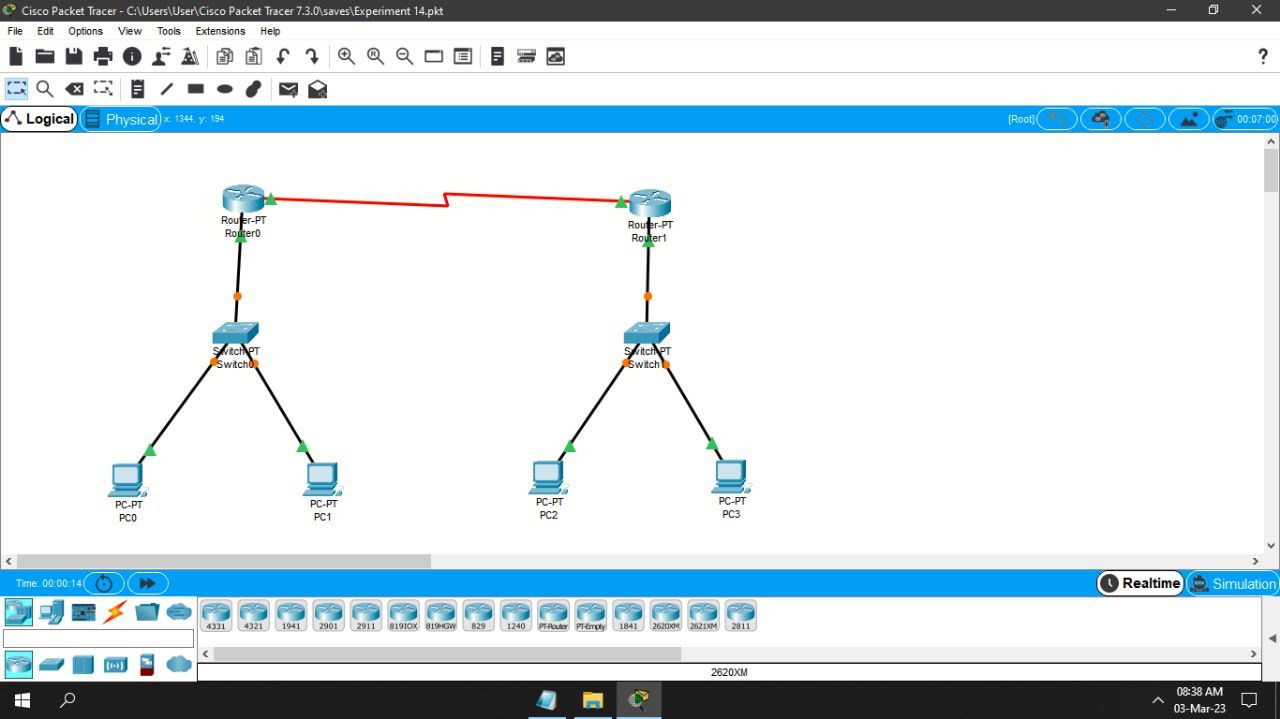 Cisco Packet Tracer - C:\Users\User\Cisco Packet Tracer 7.3.0\saves\Experiment 14.pkt
File Edit Options View Tools Extensions Help
?
Logical Physical x: 1344, y: 194 [Root] 00:07:00
Router-PT
Router0
Router-PT
Router1
Switch-PT
Switch0
Switch-PT
Switch1
PC-PT
PC0
PC-PT
PC1
PC-PT
PC2
PC-PT
PC3
Time: 00:00:14 Realtime Simulation
4331 4321 1941 2901 2911 819IOX 819HGW 829 1240 PT-Router PT-Empty 1841 2620XM 2621XM 2811
2620XM
08:38 AM
03-Mar-23